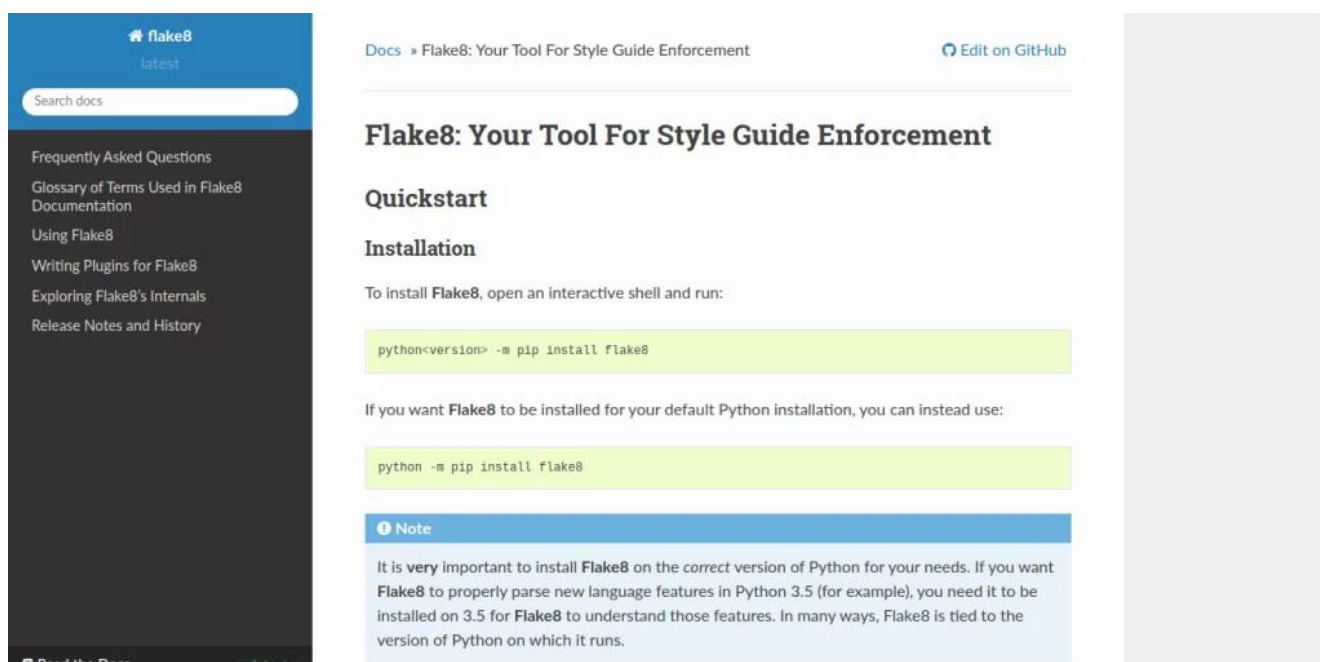 flake8
latest
Search docs
Frequently Asked Questions
Glossary of Terms Used in Flake8
Documentation
Using Flake8
Writing Plugins for Flake8
Exploring Flake8's Internals
Release Notes and History
Docs » Flake8: Your Tool For Style Guide Enforcement
Edit on GitHub
Flake8: Your Tool For Style Guide Enforcement
Quickstart
Installation
To install Flake8, open an interactive shell and run:
python<version> -m pip install flake8
If you want Flake8 to be installed for your default Python installation, you can instead use:
python -m pip install flake8
Note
It is very important to install Flake8 on the correct version of Python for your needs. If you want
Flake8 to properly parse new language features in Python 3.5 (for example), you need it to be
installed on 3.5 for Flake8 to understand those features. In many ways, Flake8 is tied to the
version of Python on which it runs.
Read the Docs